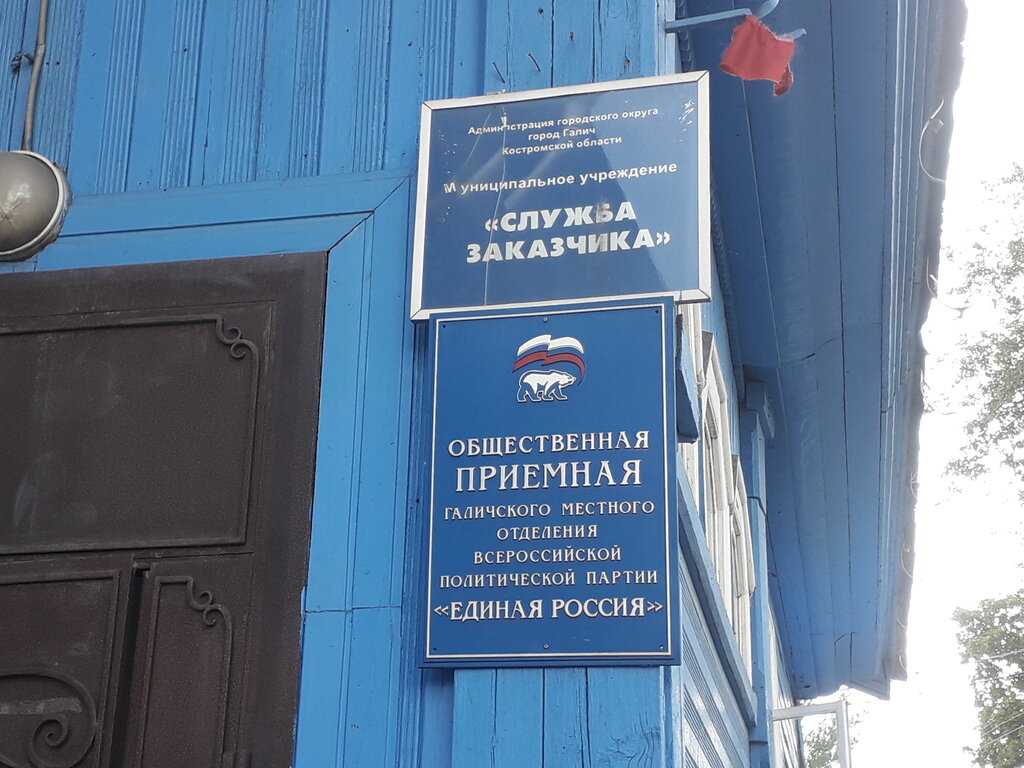 Администрация городского округа
город Галич
Костромской области
Муниципальное учреждение
«СЛУЖБА
ЗАКАЗЧИКА»
ОБЩЕСТВЕННАЯ
ПРИЕМНАЯ
ГАЛИЧСКОГО МЕСТНОГО
ОТДЕЛЕНИЯ
ВСЕРОССИЙСКОЙ
ПОЛИТИЧЕСКОЙ ПАРТИИ
«ЕДИНАЯ РОССИЯ»